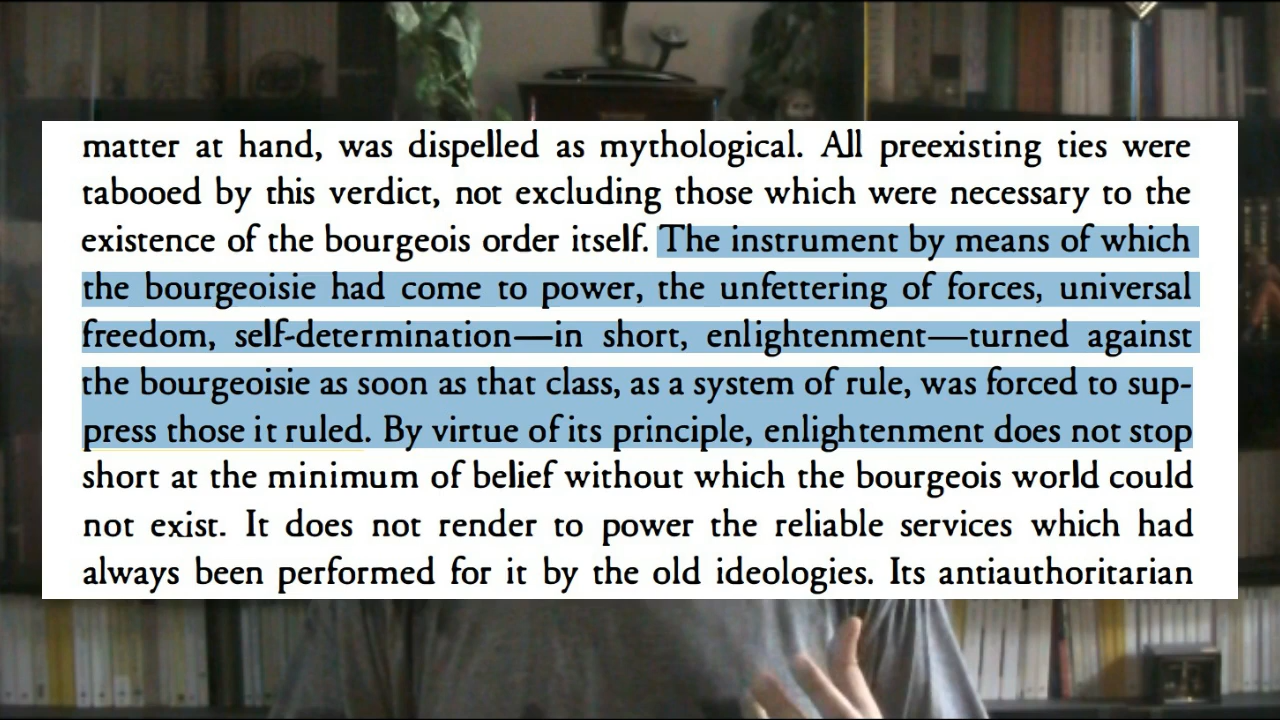 matter at hand, was dispelled as mythological. All preexisting ties were
tabooed by this verdict, not excluding those which were necessary to the
existence of the bourgeois order itself. The instrument by means of which
the bourgeoisie had come to power, the unfettering of forces, universal
freedom, self-determination—in short, enlightenment—turned against
the bourgeoisie as soon as that class, as a system of rule, was forced to sup-
press those it ruled. By virtue of its principle, enlightenment does not stop
short at the minimum of belief without which the bourgeois world could
not exist. It does not render to power the reliable services which had
always been performed for it by the old ideologies. Its antiauthoritarian